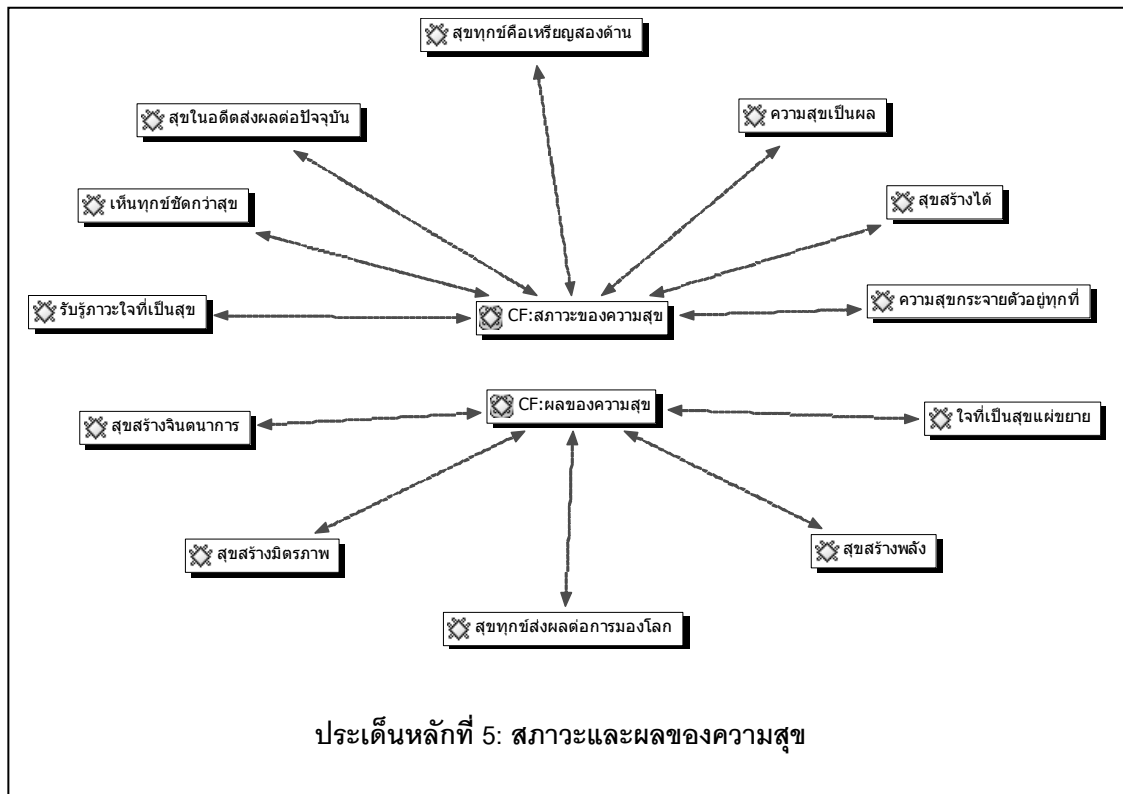 สุขทุกข์คือเหรียญสองด้าน
สุขในอดีตส่งผลต่อปัจจุบัน
ความสุขเป็นผล
เห็นทุกข์ชัดกว่าสุข
สุขสร้างได้
รับรู้ภาวะใจที่เป็นสุข
CF:สภาวะของความสุข
ความสุขกระจายตัวอยู่ทุกที่
CF:ผลของความสุข
สุขสร้างจินตนาการ
ใจที่เป็นสุขแผ่ขยาย
สุขสร้างมิตรภาพ
สุขสร้างพลัง
สุขทุกข์ส่งผลต่อการมองโลก
ประเด็นหลักที่ 5: สภาวะและผลของความสุข